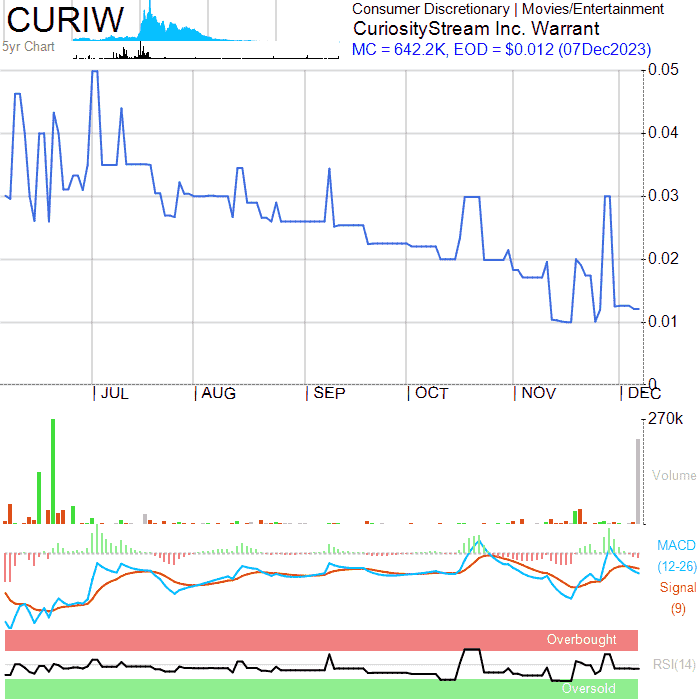 CURIW
5yr Chart
Consumer Discretionary | Movies/Entertainment
CuriosityStream Inc. Warrant
MC = 642.2K, EOD = $0.012 (07Dec2023)
0.05
0.04
0.03
0.02
0.01
0
JUL AUG SEP OCT NOV DEC
270k
Volume
MACD
(12-26)
Signal
(9)
Overbought
RSI(14)
Oversold